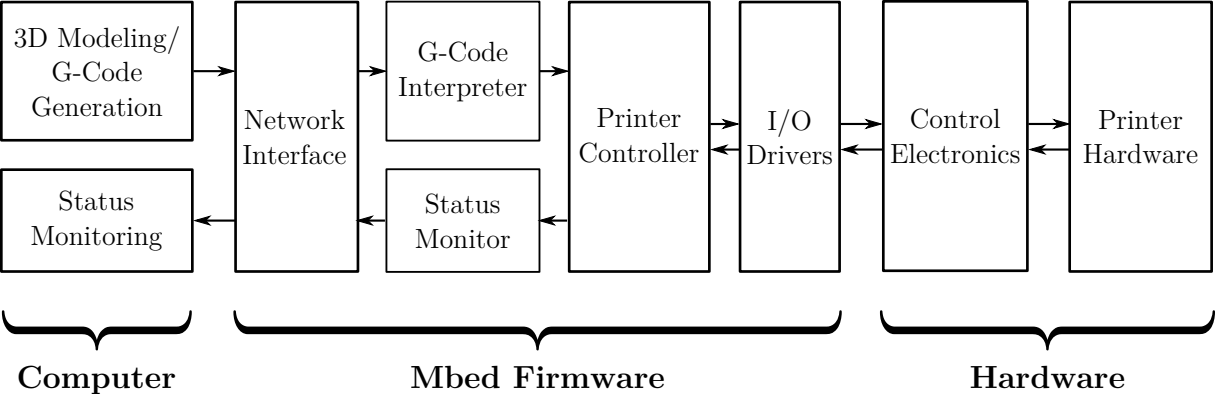 3D Modeling/
G-Code
Generation
Status
Monitoring
Network
Interface
G-Code
Interpreter
Status
Monitor
Printer
Controller
I/O
Drivers
Control
Electronics
Printer
Hardware
Computer
Mbed Firmware
Hardware